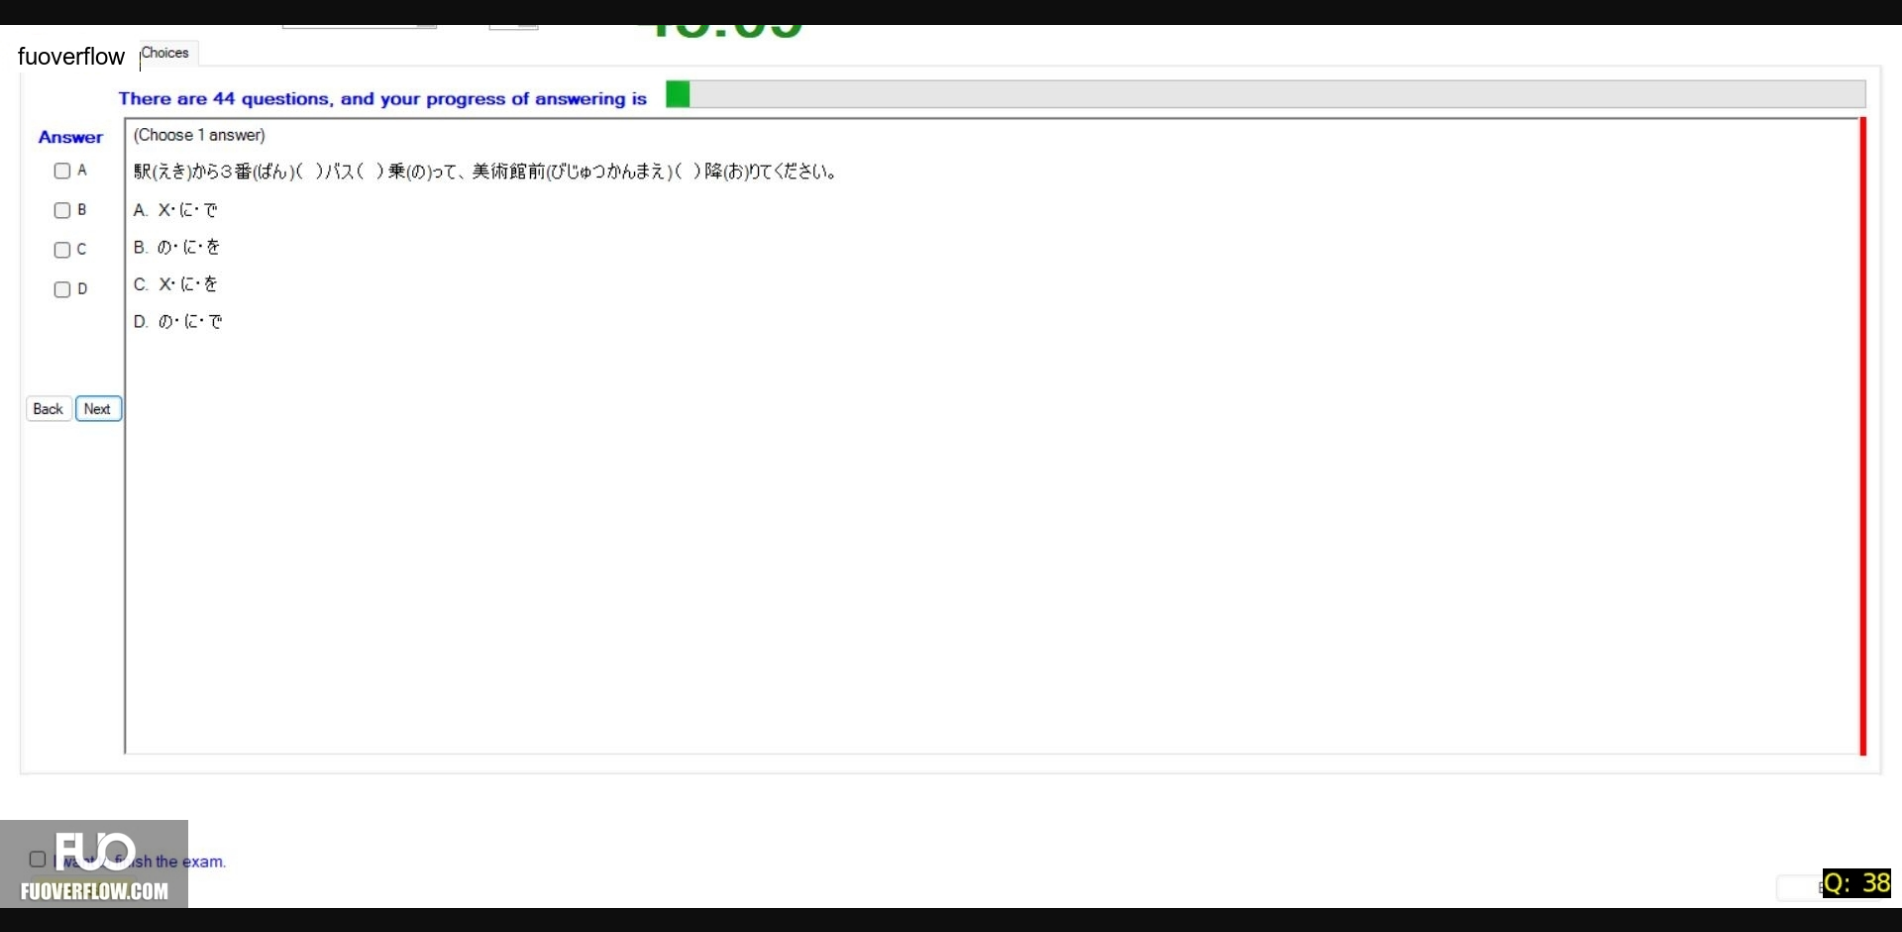 fuoverflow
Choices
There are 44 questions, and your progress of answering is
Answer
(Choose 1 answer)
A
駅(えき)から3番(ばん)( )バス( )乗(の)って、美術館前(びじゅつかんまえ)( )降(お)りてください。
B
A. X・に・で
C
B. の・に・を
D
C. X・に・を
D. の・に・で
Back Next
FUO
finish the exam.
FUOVERFLOW.COM
Q: 38